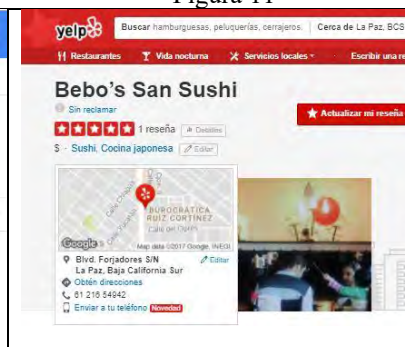 Figura 11
yelp
Buscar hamburguesas, peluquerías, cerrajeros. Cerca de La Paz, BCS
Restaurantes Vida nocturna Servicios locales Escribir una re
Bebo's San Sushi
Sin reclamar
1 reseña Detalles
Actualizar mi reseña
$ · Sushi, Cocina japonesa Editar
BUROCRÁTICA
RUIZ CORTINEZ
Calle del Ciprés
Google Map data ©2017 Google, INEGI
Blvd. Forjadores S/N Editar
La Paz, Baja California Sur
Obtén direcciones
61 216 54942
Enviar a tu teléfono Novedad